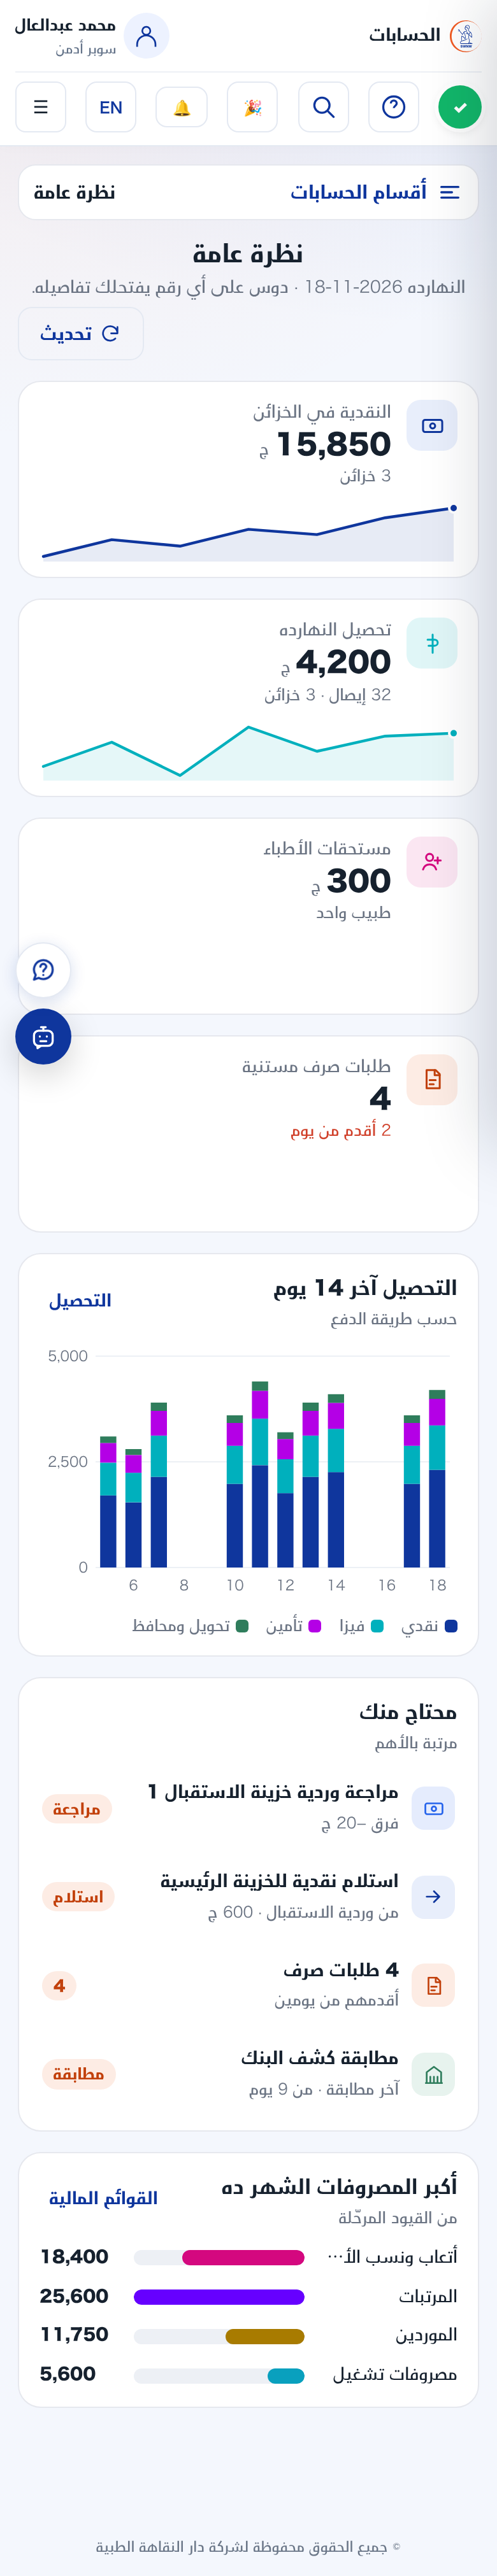 الحسابات
محمد عبدالعال
سوبر أدمن
EN
أقسام الحسابات
نظرة عامة
نظرة عامة
النهارده 2026-11-18 · دوس على أي رقم يفتحلك تفاصيله.
تحديث
النقدية في الخزائن
15,850 ج
3 خزائن
تحصيل النهارده
4,200 ج
32 إيصال · 3 خزائن
مستحقات الأطباء
300 ج
طبيب واحد
طلبات صرف مستنية
4
2 أقدم من يوم
التحصيل آخر 14 يوم
التحصيل
حسب طريقة الدفع
5,000
2,500
0
6 8 10 12 14 16 18
نقدي فيزا تأمين تحويل ومحافظ
محتاج منك
مرتبة بالأهم
مراجعة وردية خزينة الاستقبال 1
فرق –20 ج
مراجعة
استلام نقدية للخزينة الرئيسية
من وردية الاستقبال · 600 ج
استلام
4 طلبات صرف
أقدمهم من يومين
4
مطابقة كشف البنك
آخر مطابقة · من 9 يوم
مطابقة
أكبر المصروفات الشهر ده
القوائم المالية
من القيود المرحّلة
أتعاب ونسب الأ… 18,400
المرتبات 25,600
الموردين 11,750
مصروفات تشغيل 5,600
© جميع الحقوق محفوظة لشركة دار النقاهة الطبية